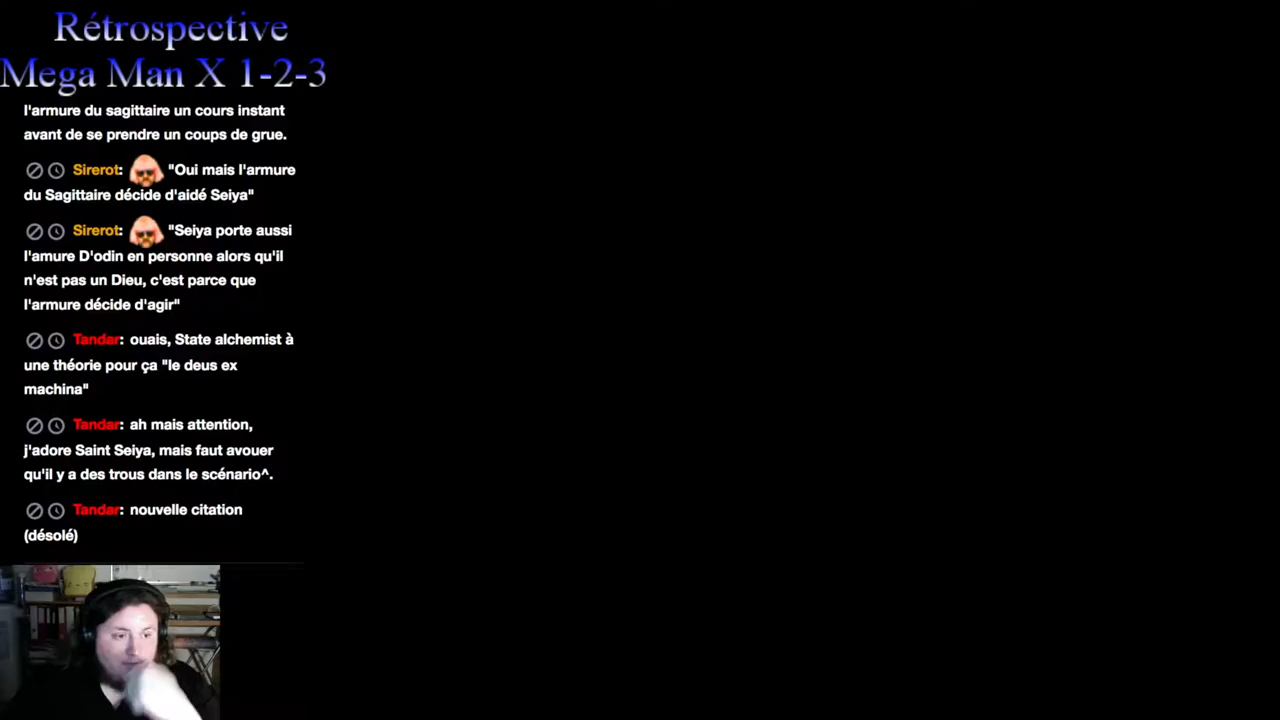 Rétrospective
Mega Man X 1-2-3
l'armure du sagittaire un cours instant
avant de se prendre un coups de grue.
Sirerot: "Oui mais l'armure
du Sagittaire décide d'aidé Seiya"
Sirerot: "Seiya porte aussi
l'amure D'odin en personne alors qu'il
n'est pas un Dieu, c'est parce que
l'armure décide d'agir"
Tandar: ouais, State alchemist à
une théorie pour ça "le deus ex
machina"
Tandar: ah mais attention,
j'adore Saint Seiya, mais faut avouer
qu'il y a des trous dans le scénario^.
Tandar: nouvelle citation
(désolé)